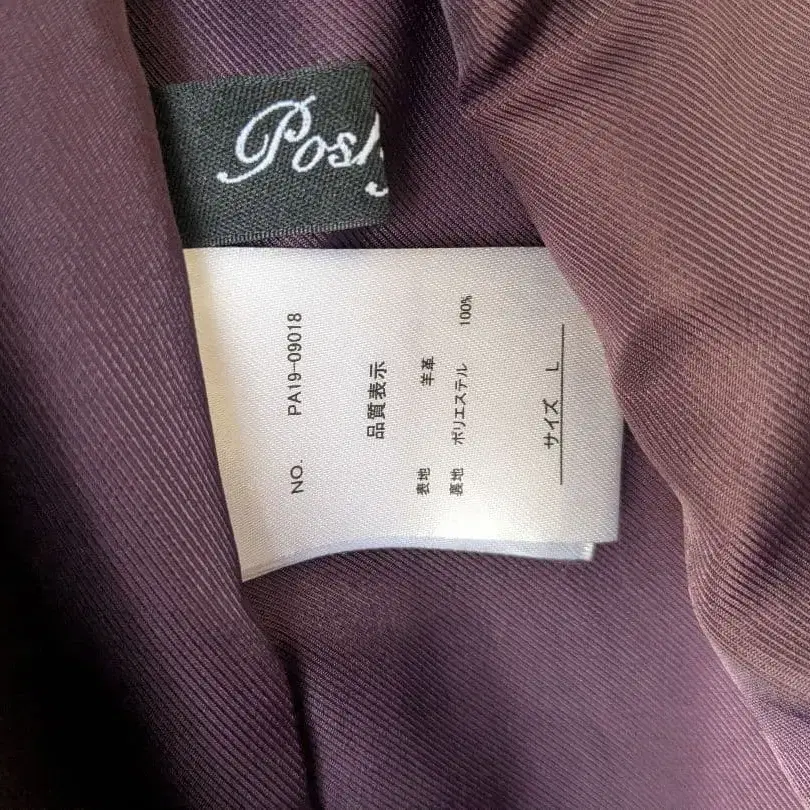 NO. PA19-09018
品質表示
表地 羊革
裏地 ポリエステル 100%
サイズ L